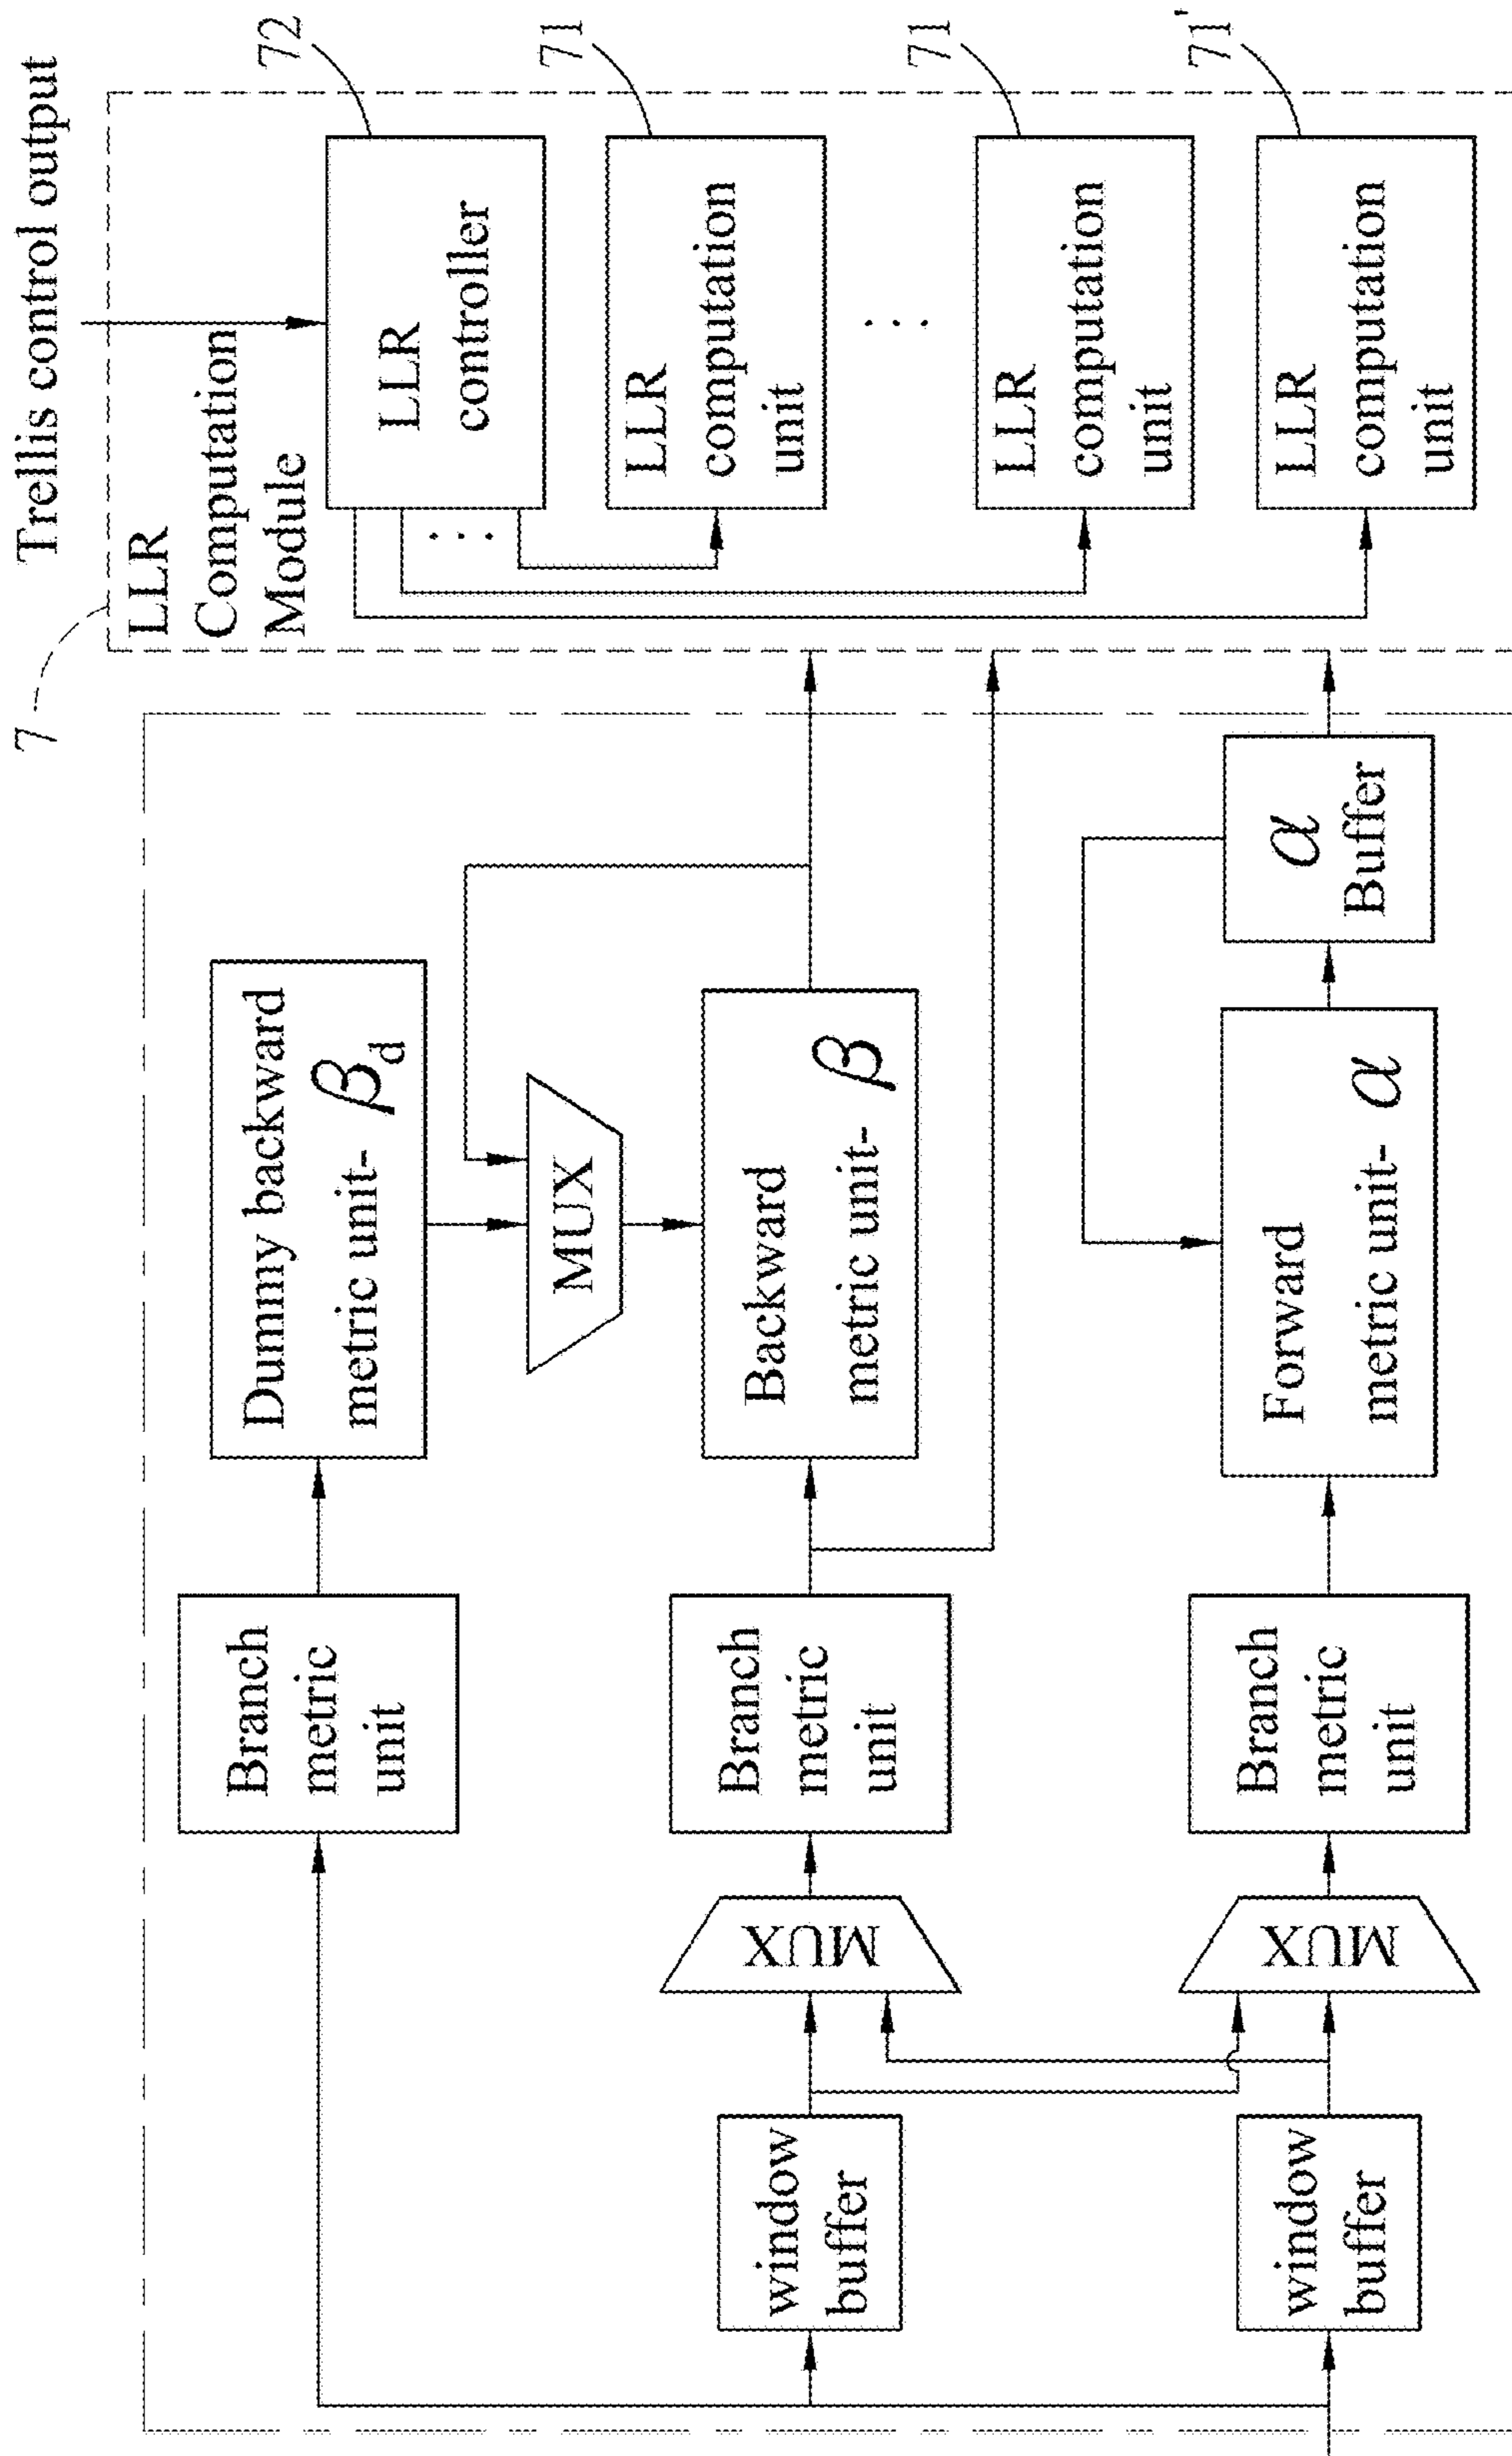 Trellis control output
7
LLR
Computation
Module
72
LLR
controller
71
LLR
computation
unit
71
LLR
computation
unit
71'
LLR
computation
unit
Dummy backward
metric unit- βd
MUX
Backward
metric unit- β
α
Buffer
Forward
metric unit- α
Branch
metric
unit
Branch
metric
unit
Branch
metric
unit
MUX
MUX
window
buffer
window
buffer